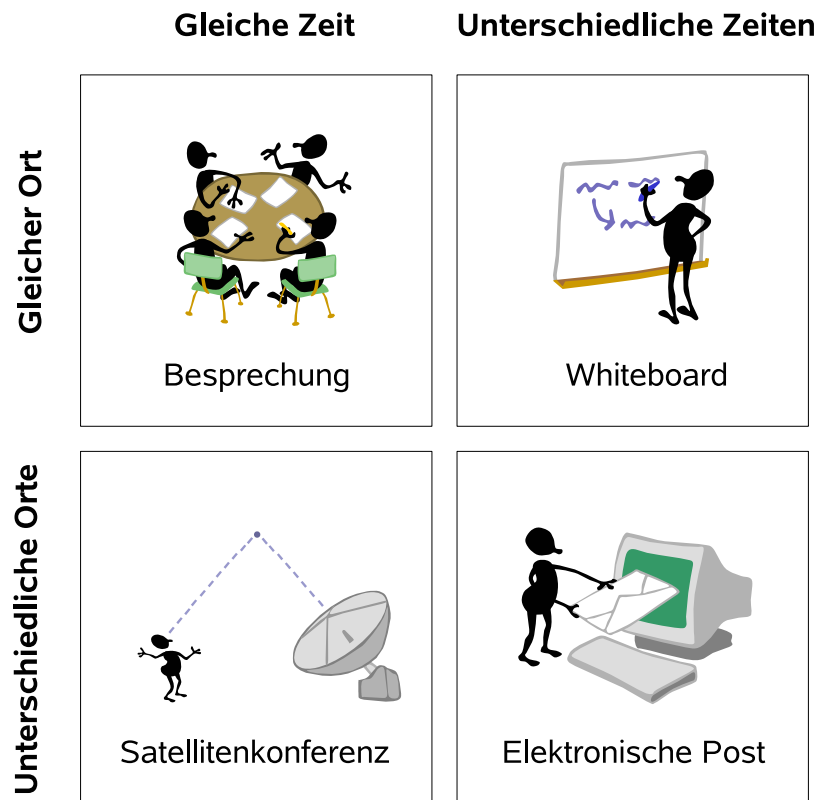 Gleiche Zeit
Unterschiedliche Zeiten
Gleicher Ort
Besprechung
Whiteboard
Unterschiedliche Orte
Satellitenkonferenz
Elektronische Post